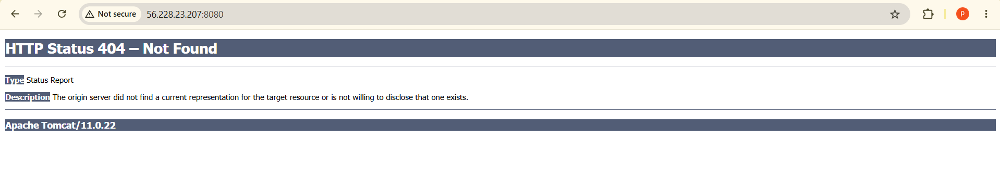 Not secure 56.228.23.207:8080 p
HTTP Status 404 – Not Found
Type Status Report
Description The origin server did not find a current representation for the target resource or is not willing to disclose that one exists.
Apache Tomcat/11.0.22